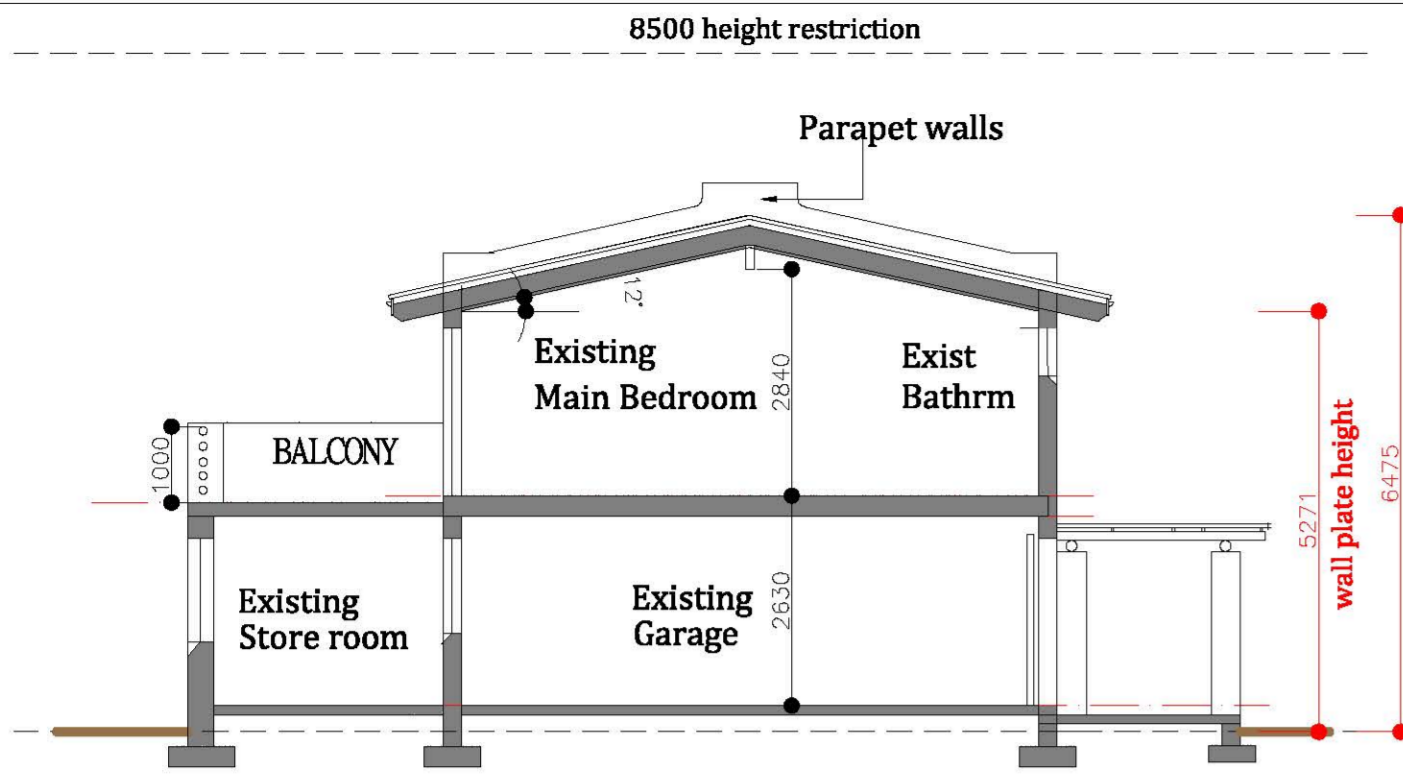 8500 height restriction
Parapet walls
12°
Existing
Main Bedroom
2840
Exist
Bathrm
1000
BALCONY
wall plate height
5271
6475
Existing
Store room
Existing
Garage
2630